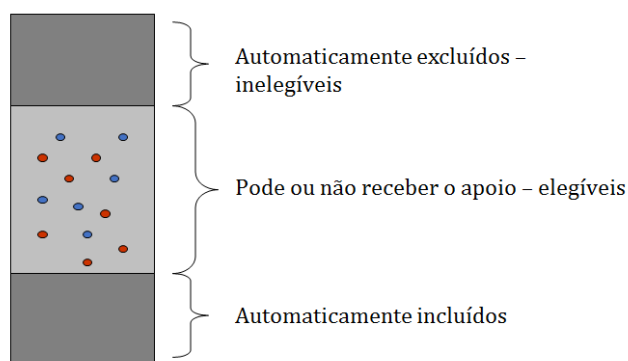 Automaticamente excluídos –
inelegíveis
Pode ou não receber o apoio – elegíveis
Automaticamente incluídos